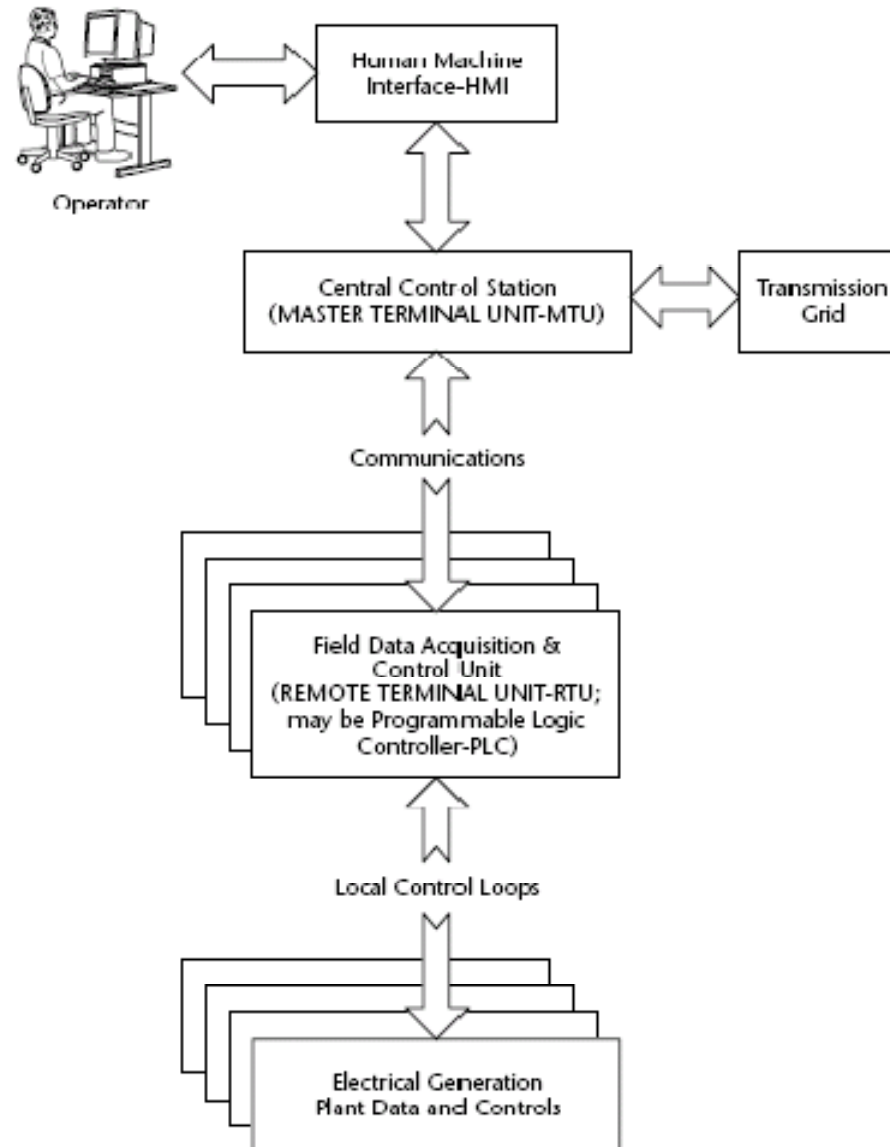 Human Machine
Interface-HMI
Operator
Central Control Station
(MASTER TERMINAL UNIT-MTU)
Transmission
Grid
Communications
Field Data Acquisition &
Control Unit
(REMOTE TERMINAL UNIT-RTU;
may be Programmable Logic
Controller-PLC)
Local Control Loops
Electrical Generation
Plant Data and Controls